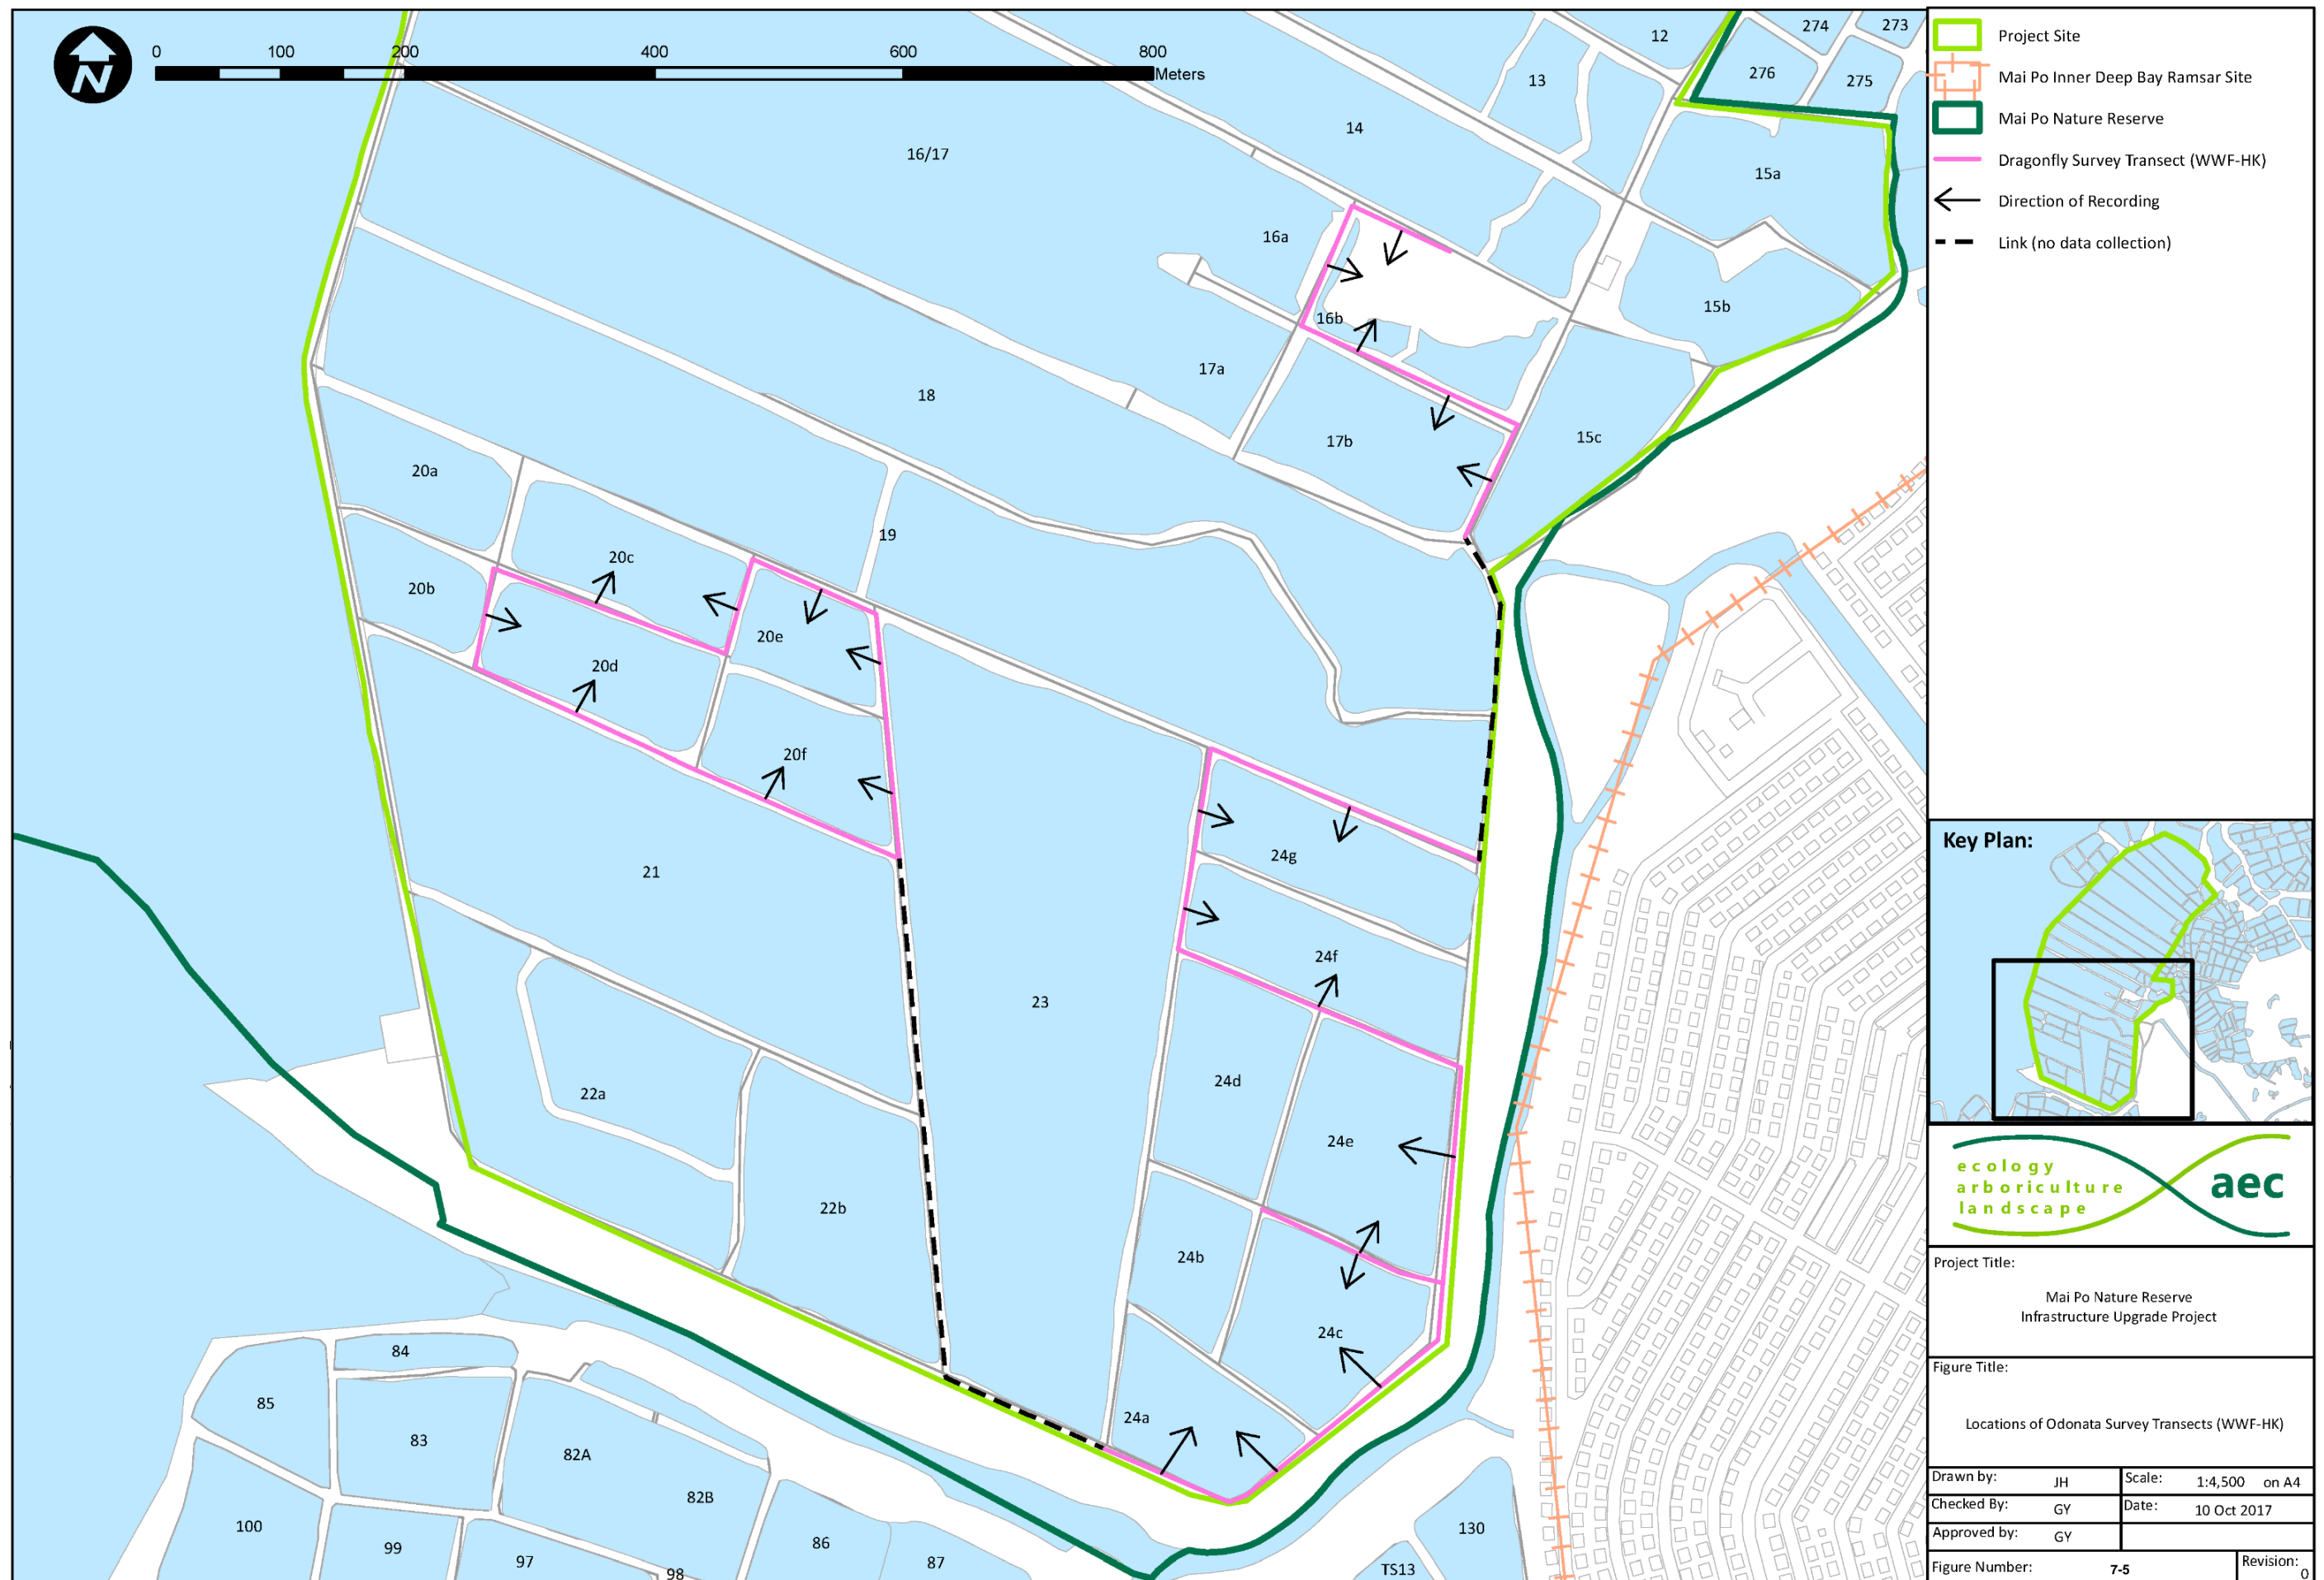 N
0 100 200 400 600 800
Meters
12
274
273
13
276
275
14
16/17
15a
16a
15b
16b
17a
18
17b
15c
20a
19
20c
20b
20e
20d
20f
24g
21
24f
23
24d
22a
24e
22b
24b
24c
84
85
24a
83
82A
82B
100
99
97
98
86
87
130
TS13
Project Site
Mai Po Inner Deep Bay Ramsar Site
Mai Po Nature Reserve
Dragonfly Survey Transect (WWF-HK)
Direction of Recording
Link (no data collection)
Key Plan:
ecology
arboriculture
landscape
aec
Project Title:
Mai Po Nature Reserve
Infrastructure Upgrade Project
Figure Title:
Locations of Odonata Survey Transects (WWF-HK)
Drawn by: JH Scale: 1:4,500 on A4
Checked By: GY Date: 10 Oct 2017
Approved by: GY
Figure Number: 7-5 Revision: 0